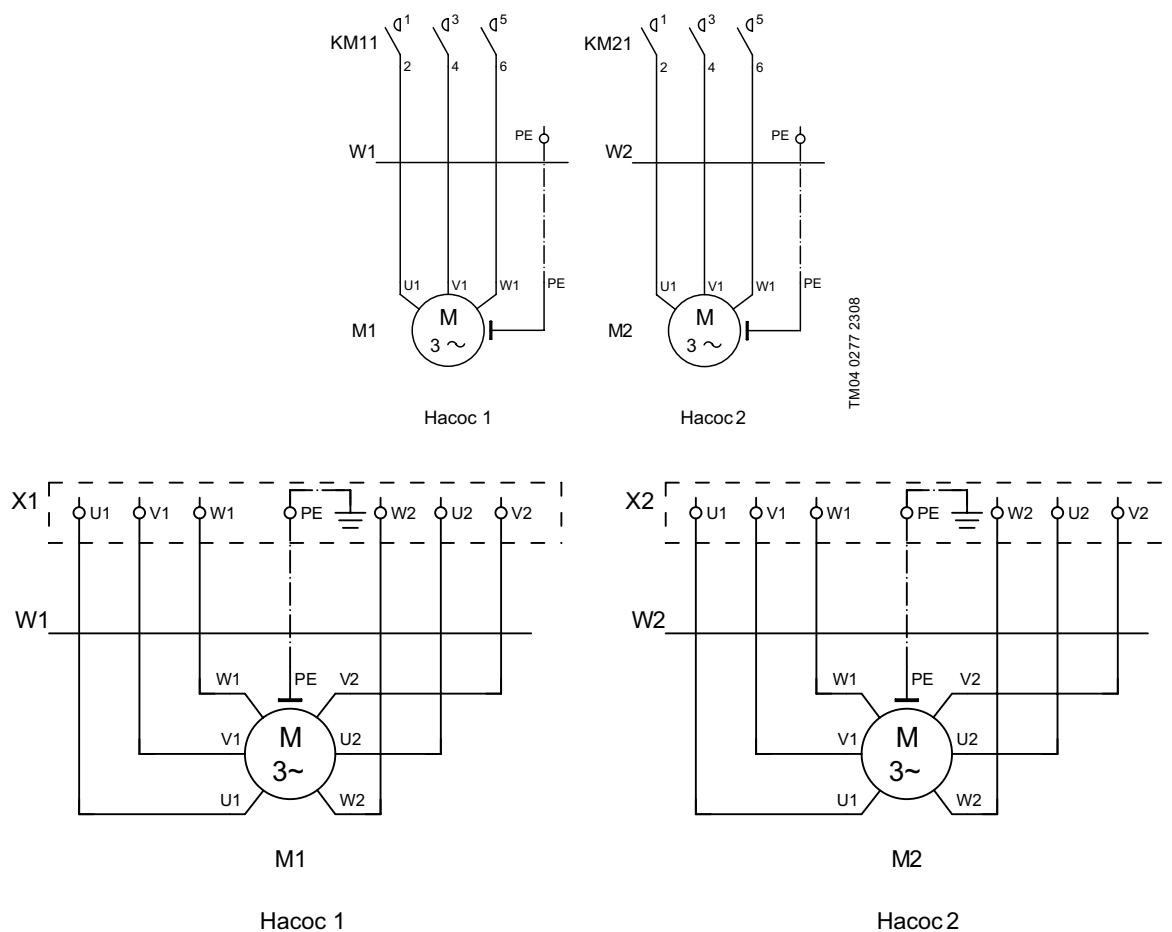 1 3 5 1 3 5
KM11 KM21
2 4 6 2 4 6
PE PE
W1 W2
U1 V1 W1 PE U1 V1 W1 PE
M1 M 3 ~ M2 M 3 ~
TM04 0277 2308
Насос 1 Насос 2
X1 U1 V1 W1 PE W2 U2 V2 X2 U1 V1 W1 PE W2 U2 V2
W1 W2
W1 PE V2 W1 PE V2
V1 M U2 V1 M U2
3~ 3~
U1 W2 U1 W2
M1 M2
Насос 1 Насос 2